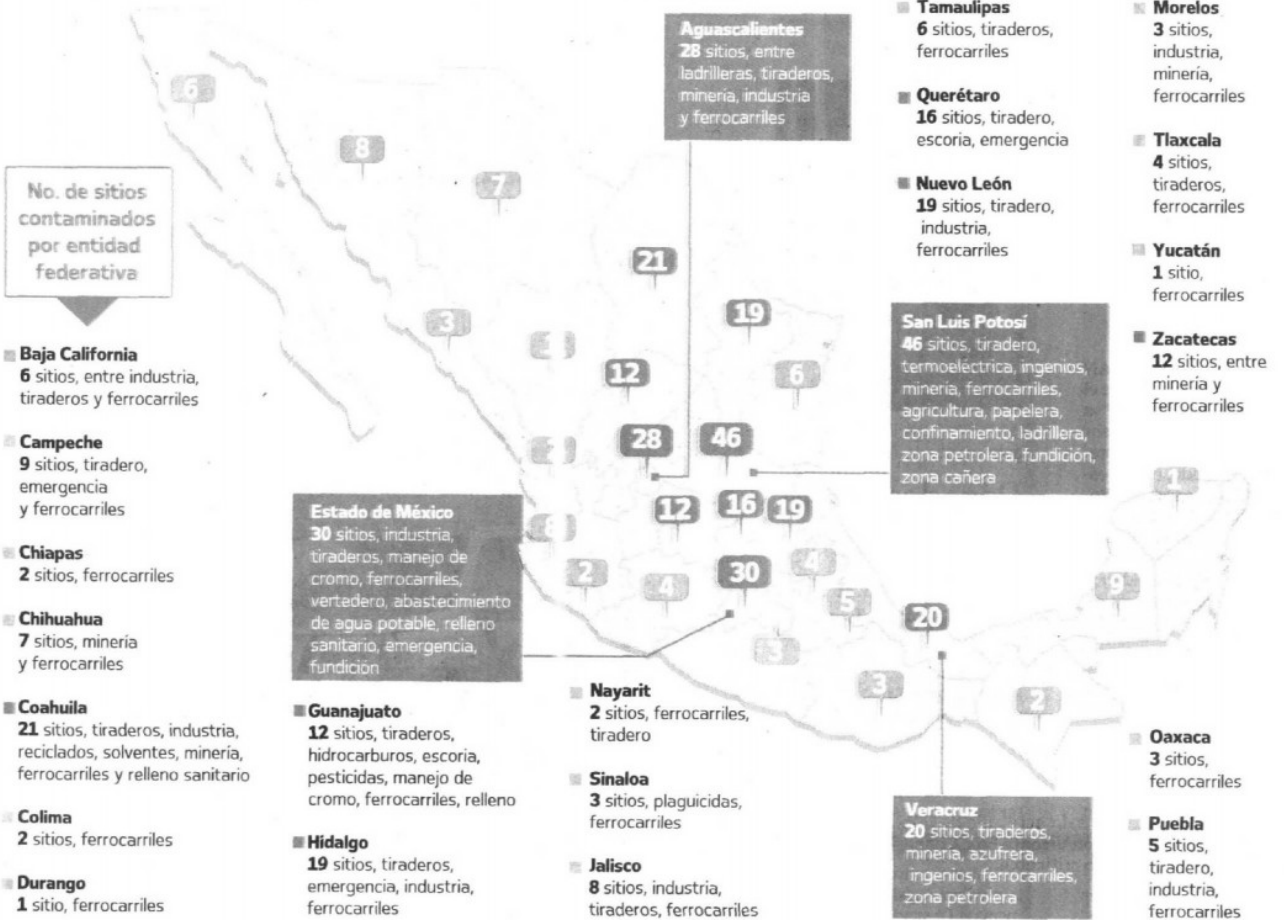 No. de sitios
contaminados
por entidad
federativa
Baja California
6 sitios, entre industria,
tiraderos y ferrocarriles
Campeche
9 sitios, tiradero,
emergencia
y ferrocarriles
Chiapas
2 sitios, ferrocarriles
Chihuahua
7 sitios, minería
y ferrocarriles
Coahuila
21 sitios, tiraderos, industria,
reciclados, solventes, minería,
ferrocarriles y relleno sanitario
Colima
2 sitios, ferrocarriles
Durango
1 sitio, ferrocarriles
Estado de México
30 sitios, industria,
tiraderos, manejo de
cromo, ferrocarriles,
vertedero, abastecimiento
de agua potable, relleno
sanitario, emergencia,
fundición
Guanajuato
12 sitios, tiraderos,
hidrocarburos, escoria,
pesticidas, manejo de
cromo, ferrocarriles, relleno
Hidalgo
19 sitios, tiraderos,
emergencia, industria,
ferrocarriles
Nayarit
2 sitios, ferrocarriles,
tiradero
Sinaloa
3 sitios, plaguicidas,
ferrocarriles
Jalisco
8 sitios, industria,
tiraderos, ferrocarriles
Aguascalientes
28 sitios, entre
ladrilleras, tiraderos,
minería, industria
y ferrocarriles
Tamaulipas
6 sitios, tiraderos,
ferrocarriles
Querétaro
16 sitios, tiradero,
escoria, emergencia
Nuevo León
19 sitios, tiradero,
industria,
ferrocarriles
San Luis Potosí
46 sitios, tiradero,
termoeléctrica, ingenios,
minería, ferrocarriles,
agricultura, papelera,
confinamiento, ladrillera,
zona petrolera, fundición,
zona cañera
Veracruz
20 sitios, tiraderos,
minería, azufrera,
ingenios, ferrocarriles,
zona petrolera
Morelos
3 sitios,
industria,
minería,
ferrocarriles
Tlaxcala
4 sitios,
tiraderos,
ferrocarriles
Yucatán
1 sitio,
ferrocarriles
Zacatecas
12 sitios, entre
minería y
ferrocarriles
Oaxaca
3 sitios,
ferrocarriles
Puebla
5 sitios,
tiradero,
industria,
ferrocarriles
6
8
7
21
3
19
12
6
28
46
1
12
16
19
8
2
4
30
4
5
20
9
3
3
2